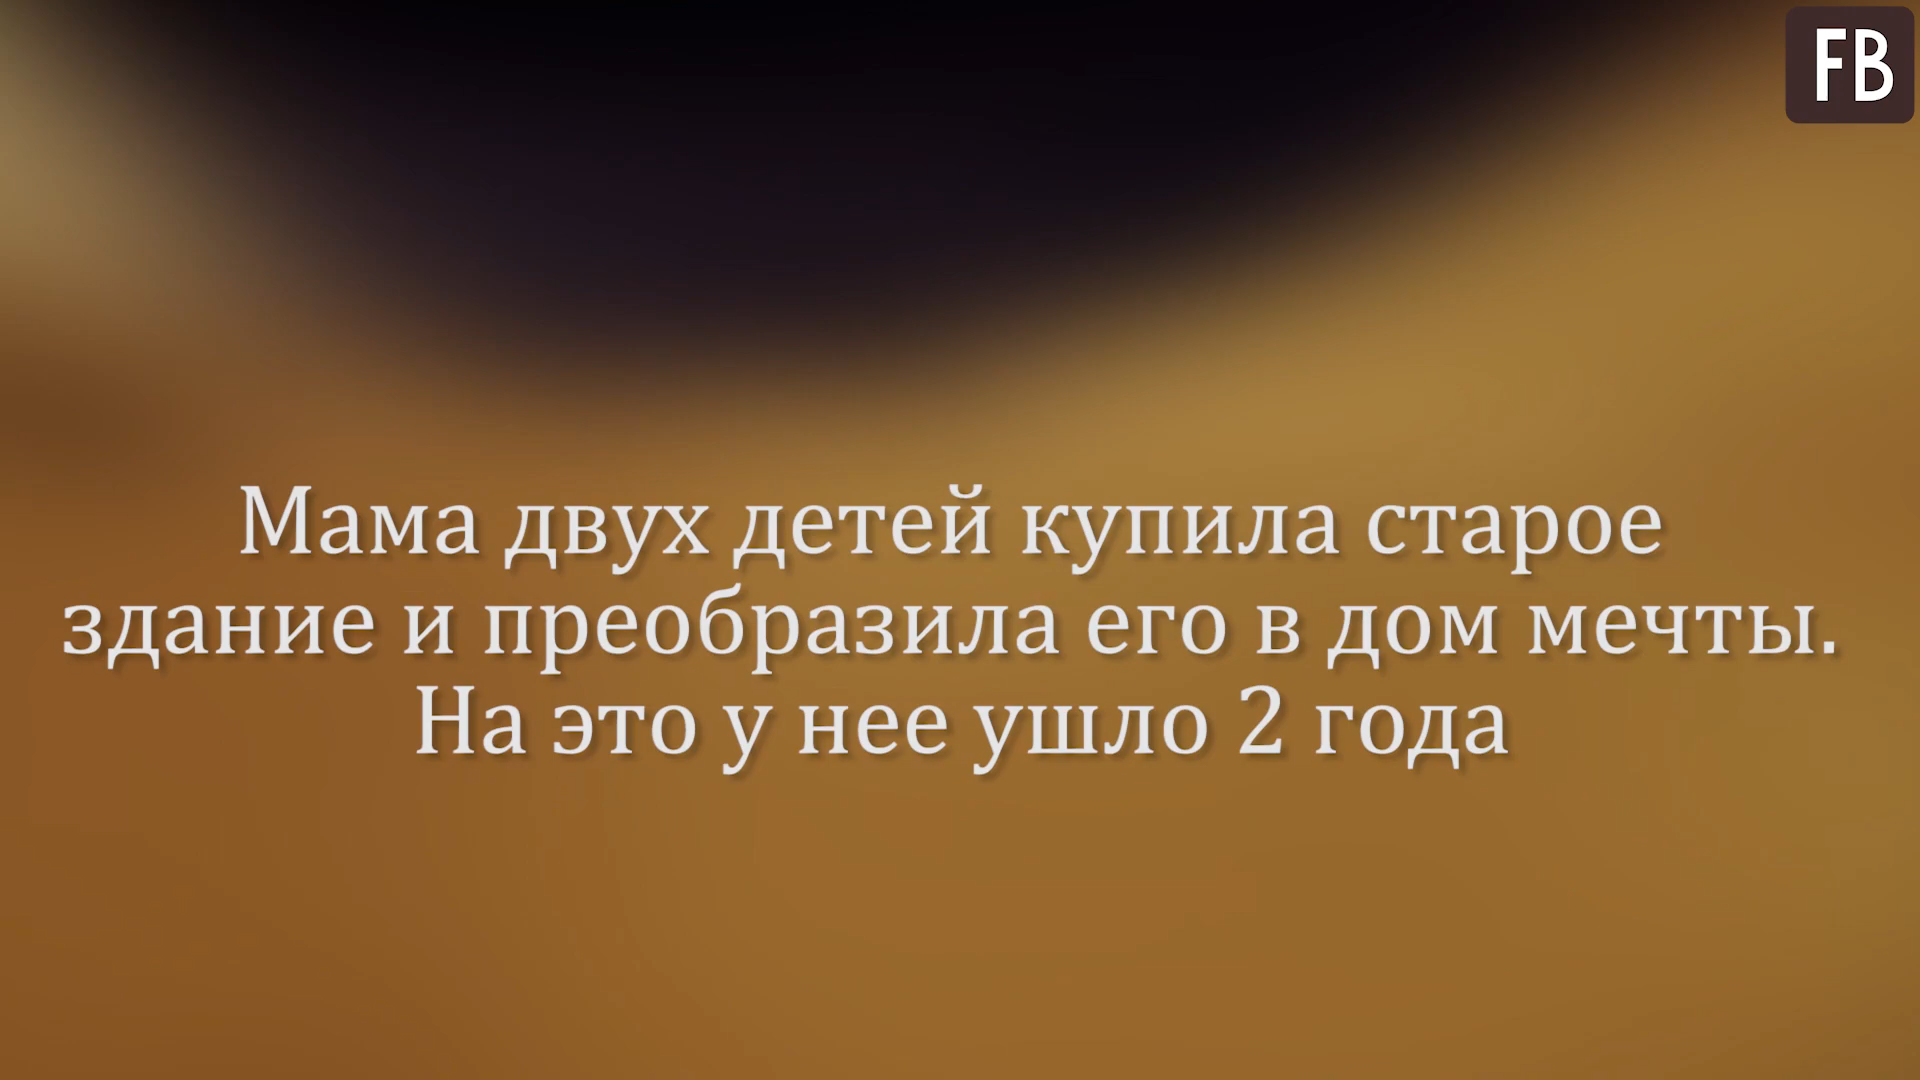 FB
Мама двух детей купила старое
здание и преобразила его в дом мечты.
На это у нее ушло 2 года